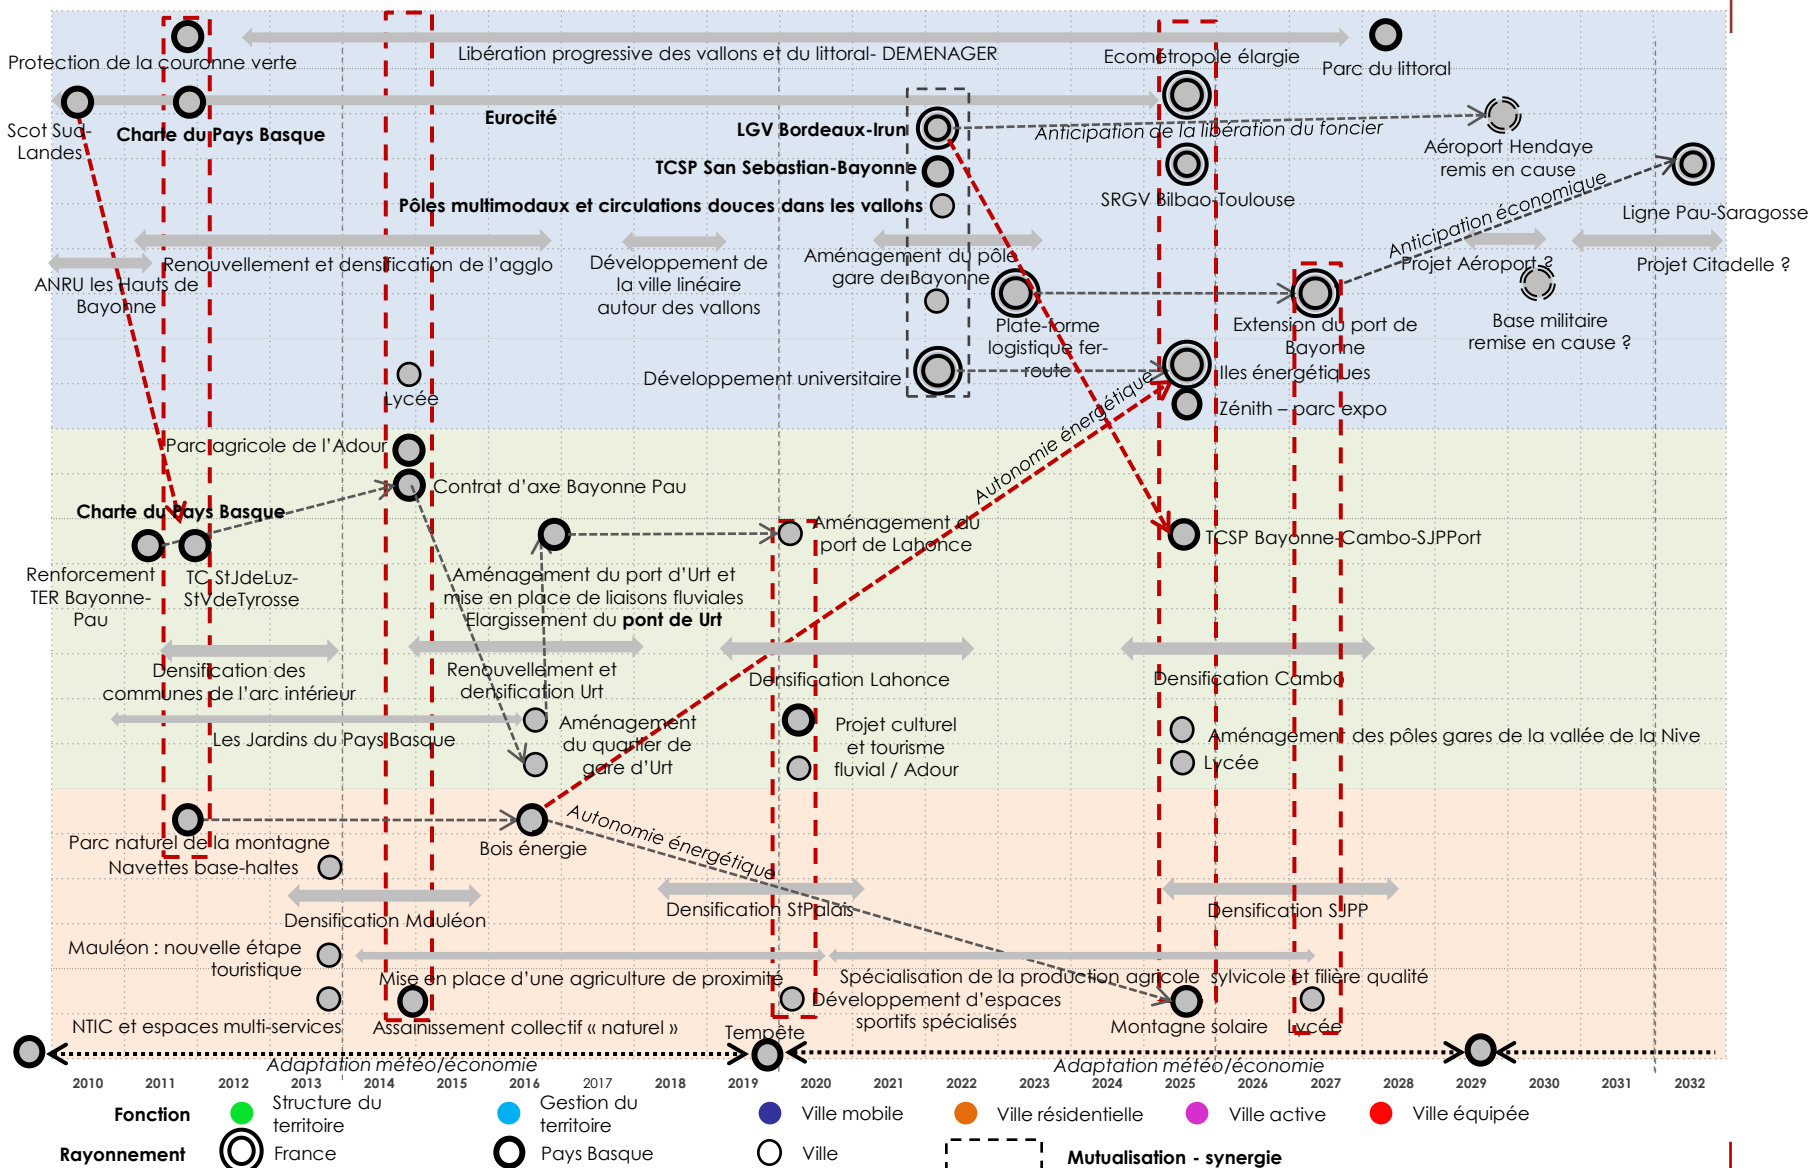 Protection de la couronne verte
Libération progressive des vallons et du littoral- DEMENAGER
Ecométropole élargie
Parc du littoral
Scot Sud-
Landes
Charte du Pays Basque
Eurocité
LGV Bordeaux-Irun
Anticipation de la libération du foncier
Aéroport Hendaye
remis en cause
TCSP San Sebastian-Bayonne
SRGV Bilbao-Toulouse
Pôles multimodaux et circulations douces dans les vallons
Anticipation économique
Ligne Pau-Saragosse
ANRU les Hauts de
Bayonne
Renouvellement et densification de l'agglo
Développement de
la ville linéaire
autour des vallons
Aménagement du pôle
gare de Bayonne
Projet Aéroport ?
Projet Citadelle ?
Plate-forme
logistique fer-
route
Extension du port de
Bayonne
Base militaire
remise en cause ?
Lycée
Développement universitaire
Iles énergétiques
Zénith – parc expo
Autonomie énergétique
Parc agricole de l'Adour
Contrat d'axe Bayonne Pau
Charte du Pays Basque
Renforcement
TER Bayonne-
Pau
TC StJdeLuz-
StVdeTyrosse
Aménagement du port d'Urt et
mise en place de liaisons fluviales
Elargissement du pont de Urt
Aménagement du
port de Lahonce
TCSP Bayonne-Cambo-SJPPort
Densification des
communes de l'arc intérieur
Renouvellement et
densification Urt
Densification Lahonce
Densification Cambo
Les Jardins du Pays Basque
Aménagement
du quartier de
gare d'Urt
Projet culturel
et tourisme
fluvial / Adour
Aménagement des pôles gares de la vallée de la Nive
Lycée
Parc naturel de la montagne
Navettes base-haltes
Bois énergie
Autonomie énergétique
Densification Mauléon
Densification StPalais
Densification SJPP
Mauléon : nouvelle étape
touristique
Mise en place d'une agriculture de proximité
Spécialisation de la production agricole sylvicole et filière qualité
NTIC et espaces multi-services
Assainissement collectif « naturel »
Développement d'espaces
sportifs spécialisés
Montagne solaire
Lycée
Tempête
Adaptation météo/économie
Adaptation météo/économie
2010 2011 2012 2013 2014 2015 2016 2017 2018 2019 2020 2021 2022 2023 2024 2025 2026 2027 2028 2029 2030 2031 2032
Fonction
Structure du
territoire
Gestion du
territoire
Ville mobile
Ville résidentielle
Ville active
Ville équipée
Rayonnement
France
Pays Basque
Ville
Mutualisation - synergie